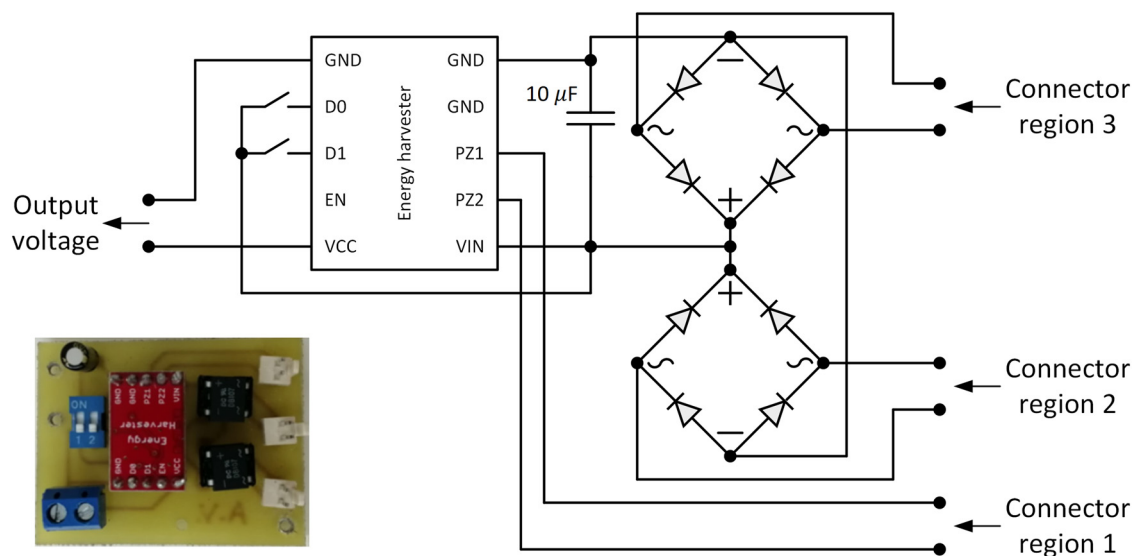 GND
D0
D1
EN
VCC
Energy harvester
GND
GND
PZ1
PZ2
VIN
10 μF
−
~
~
+
+
~
~
−
Output
voltage
Connector
region 3
Connector
region 2
Connector
region 1
ON
1 2
GND
GND
PZ1
PZ2
VIN
Energy
Harvester
GND
D0
D1
EN
VCC
V.A